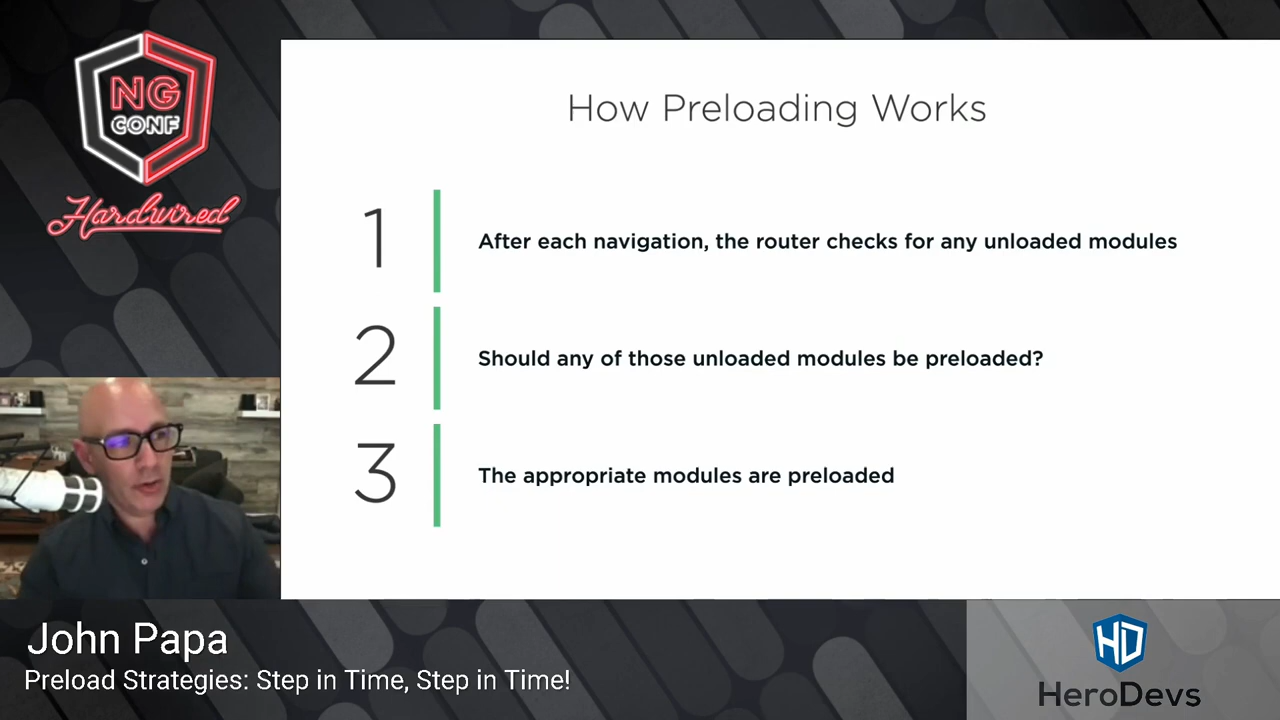 NG
CONF
Hardwired
How Preloading Works
1
After each navigation, the router checks for any unloaded modules
2
Should any of those unloaded modules be preloaded?
3
The appropriate modules are preloaded
John Papa
Preload Strategies: Step in Time, Step in Time!
HD
HeroDevs